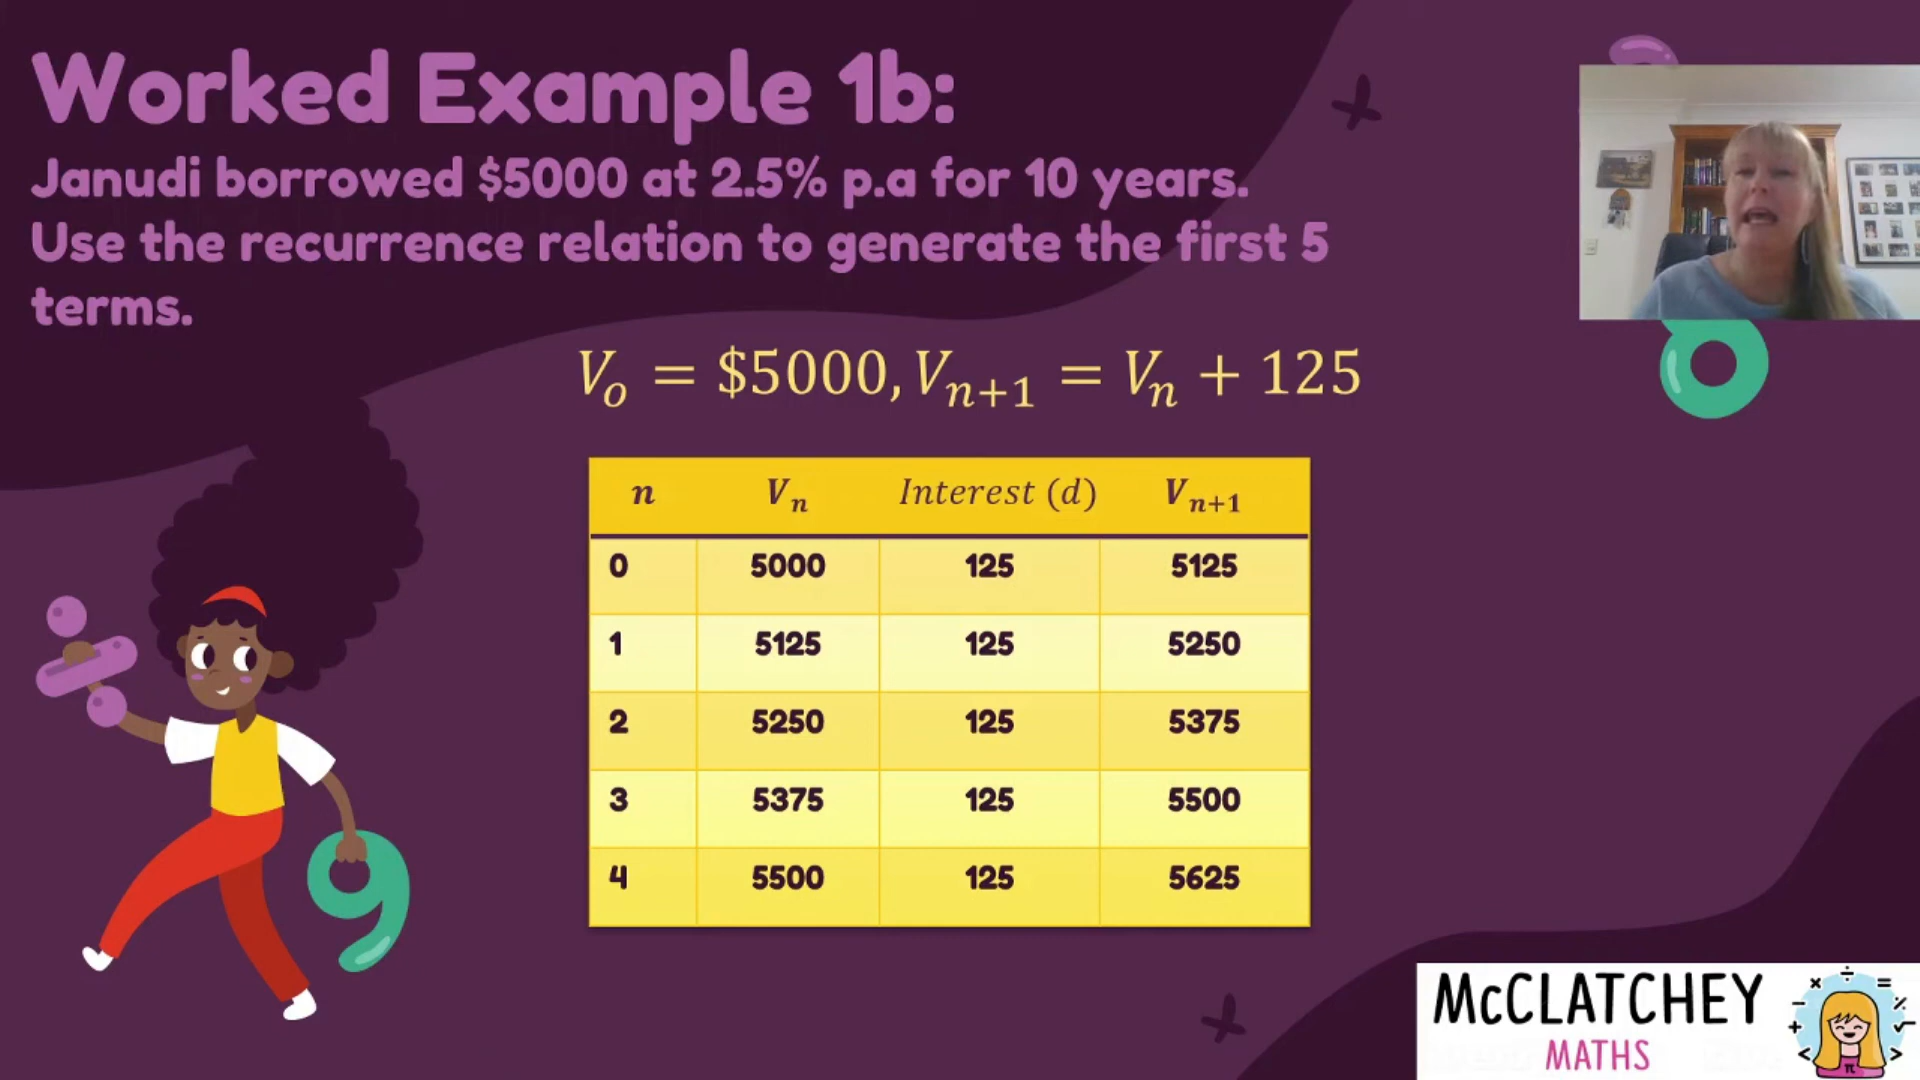 Worked Example 1b:
Janudi borrowed $5000 at 2.5% p.a for 10 years.
Use the recurrence relation to generate the first 5
terms.
Vₒ = $5000, Vₙ₊₁ = Vₙ + 125
n Vₙ Interest (d) Vₙ₊₁
0 5000 125 5125
1 5125 125 5250
2 5250 125 5375
3 5375 125 5500
4 5500 125 5625
McCLATCHEY
MATHS